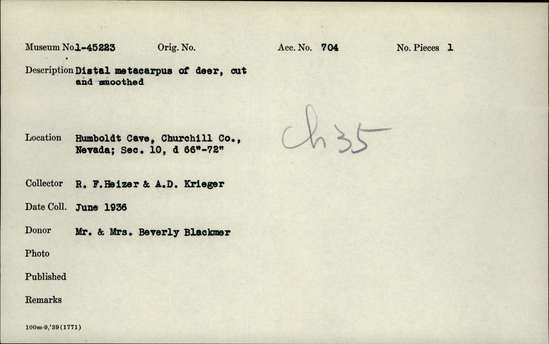 Museum No.1-45223 Orig. No. Acc. No. 704 No. Pieces 1
Description Distal metacarpus of deer, cut
and smoothed
Ch 35
Location Humboldt Cave, Churchill Co.,
Nevada; Sec. 10, d 66"-72"
Collector R. F.Heizer & A.D. Krieger
Date Coll. June 1936
Donor Mr. & Mrs. Beverly Blackmer
Photo
Published
Remarks
100m-9,'39(1771)